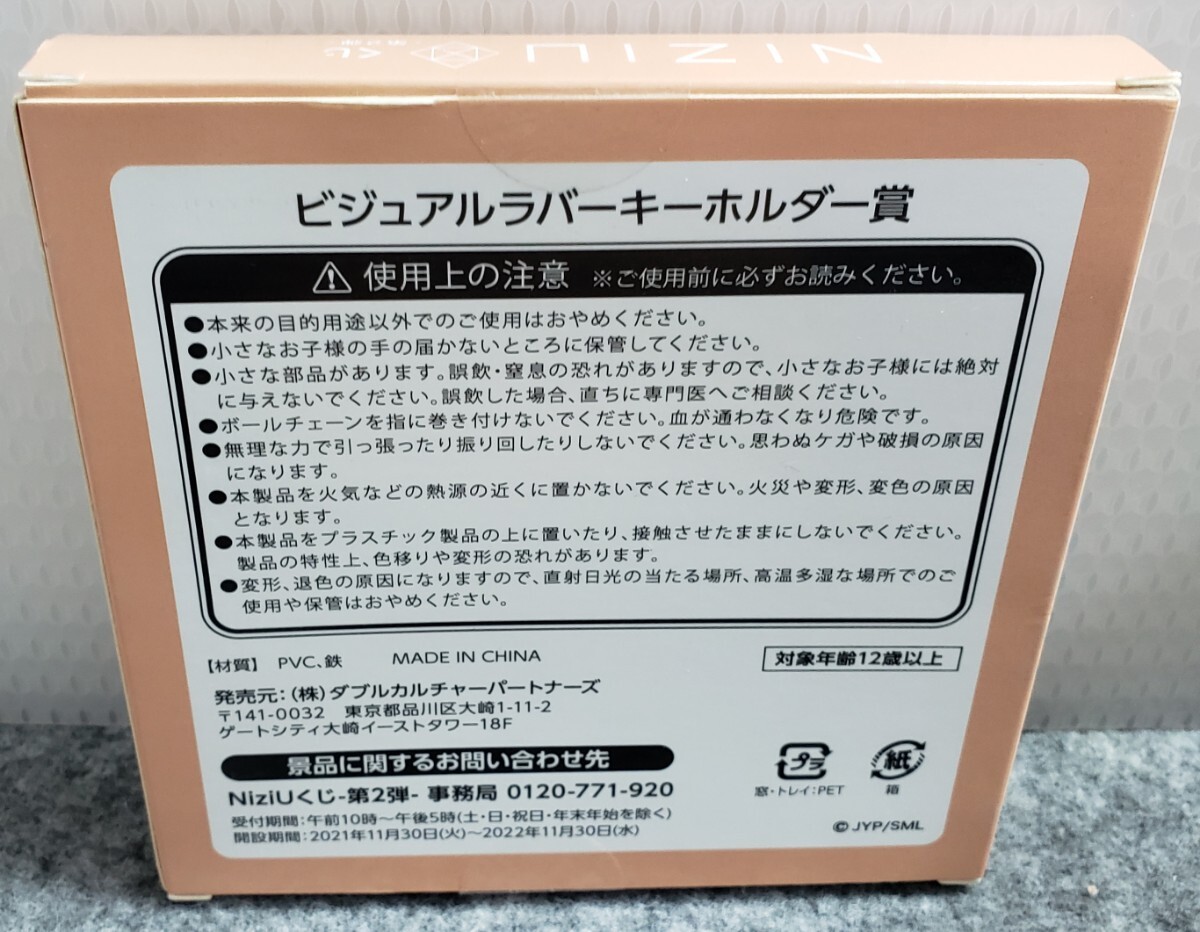 NIZIU くじ
ビジュアルラバーキーホルダー賞
使用上の注意 ※ご使用前に必ずお読みください。
●本来の目的用途以外でのご使用はおやめください。
●小さなお子様の手の届かないところに保管してください。
●小さな部品があります。誤飲・窒息の恐れがありますので、小さなお子様には絶対
に与えないでください。誤飲した場合、直ちに専門医へご相談ください。
●ボールチェーンを指に巻き付けないでください。血が通わなくなり危険です。
●無理な力で引っ張ったり振り回したりしないでください。思わぬケガや破損の原因
になります。
●本製品を火気などの熱源の近くに置かないでください。火災や変形、変色の原因
となります。
●本製品をプラスチック製品の上に置いたり、接触させたままにしないでください。
製品の特性上、色移りや変形の恐れがあります。
●変形、退色の原因になりますので、直射日光の当たる場所、高温多湿な場所でのご
使用や保管はおやめください。
【材質】 PVC、鉄 MADE IN CHINA
対象年齢12歳以上
発売元:(株)ダブルカルチャーパートナーズ
〒141-0032 東京都品川区大崎1-11-2
ゲートシティ大崎イーストタワー18F
景品に関するお問い合わせ先
NiziUくじ-第2弾- 事務局 0120-771-920
受付期間:午前10時〜午後5時(土・日・祝日・年末年始を除く)
開設期間:2021年11月30日(火)〜2022年11月30日(水)
プラ
窓・トレイ:PET
紙
箱
©JYP/SML